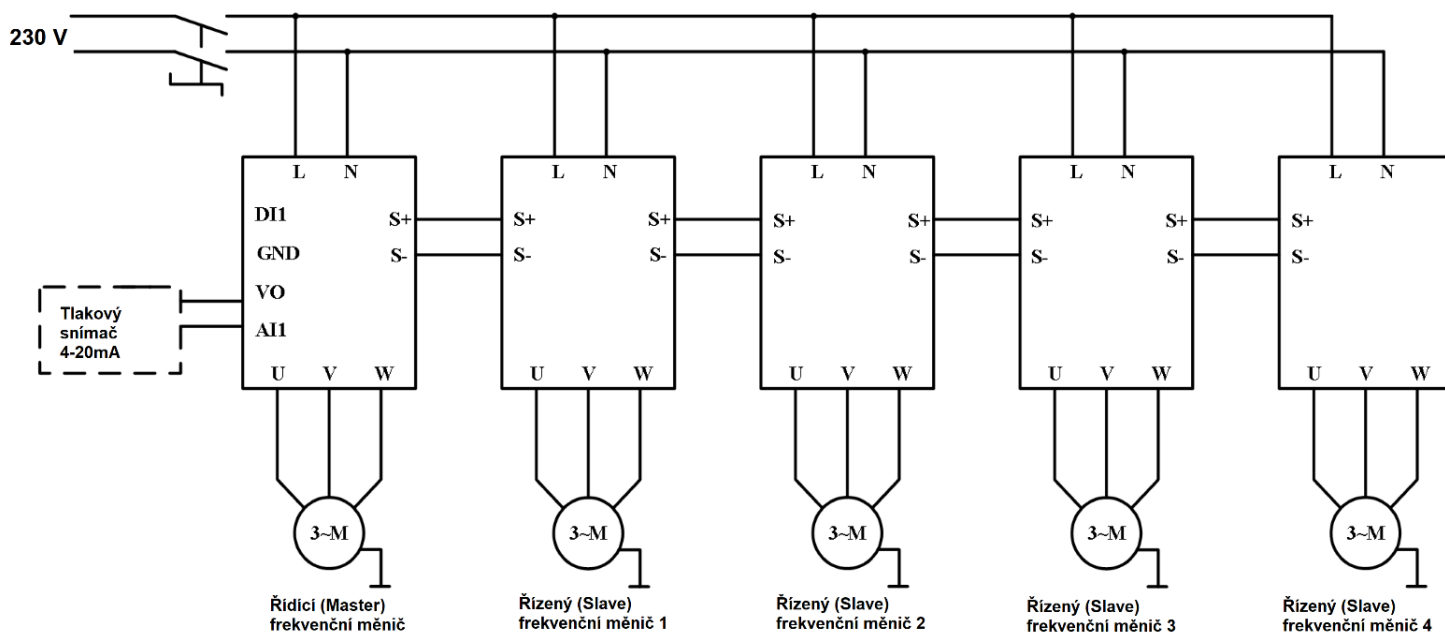 230 V
L N
L N
L N
L N
L N
DI1
GND
VO
AI1
S+
S-
S+
S-
S+
S-
S+
S-
S+
S-
S+
S-
S+
S-
S+
S-
Tlakový
snímač
4-20mA
U V W
U V W
U V W
U V W
U V W
3~M
3~M
3~M
3~M
3~M
Řídicí (Master)
frekvenční měnič
Řízený (Slave)
frekvenční měnič 1
Řízený (Slave)
frekvenční měnič 2
Řízený (Slave)
frekvenční měnič 3
Řízený (Slave)
frekvenční měnič 4